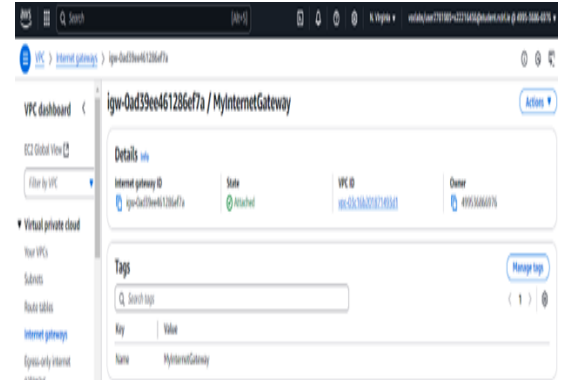 Search [Alt+S] N. Virginia
VPC > Internet gateways > igw-0ad39ee461286ef7a
VPC dashboard
EC2 Global View
Filter by VPC
Virtual private cloud
Your VPCs
Subnets
Route tables
Internet gateways
Egress-only internet
igw-0ad39ee461286ef7a / MyInternetGateway
Actions
Details Info
Internet gateway ID State VPC ID Owner
igw-0ad39ee461286ef7a Attached
Tags
Manage tags
Search tags
1
Key Value
Name MyInternetGateway